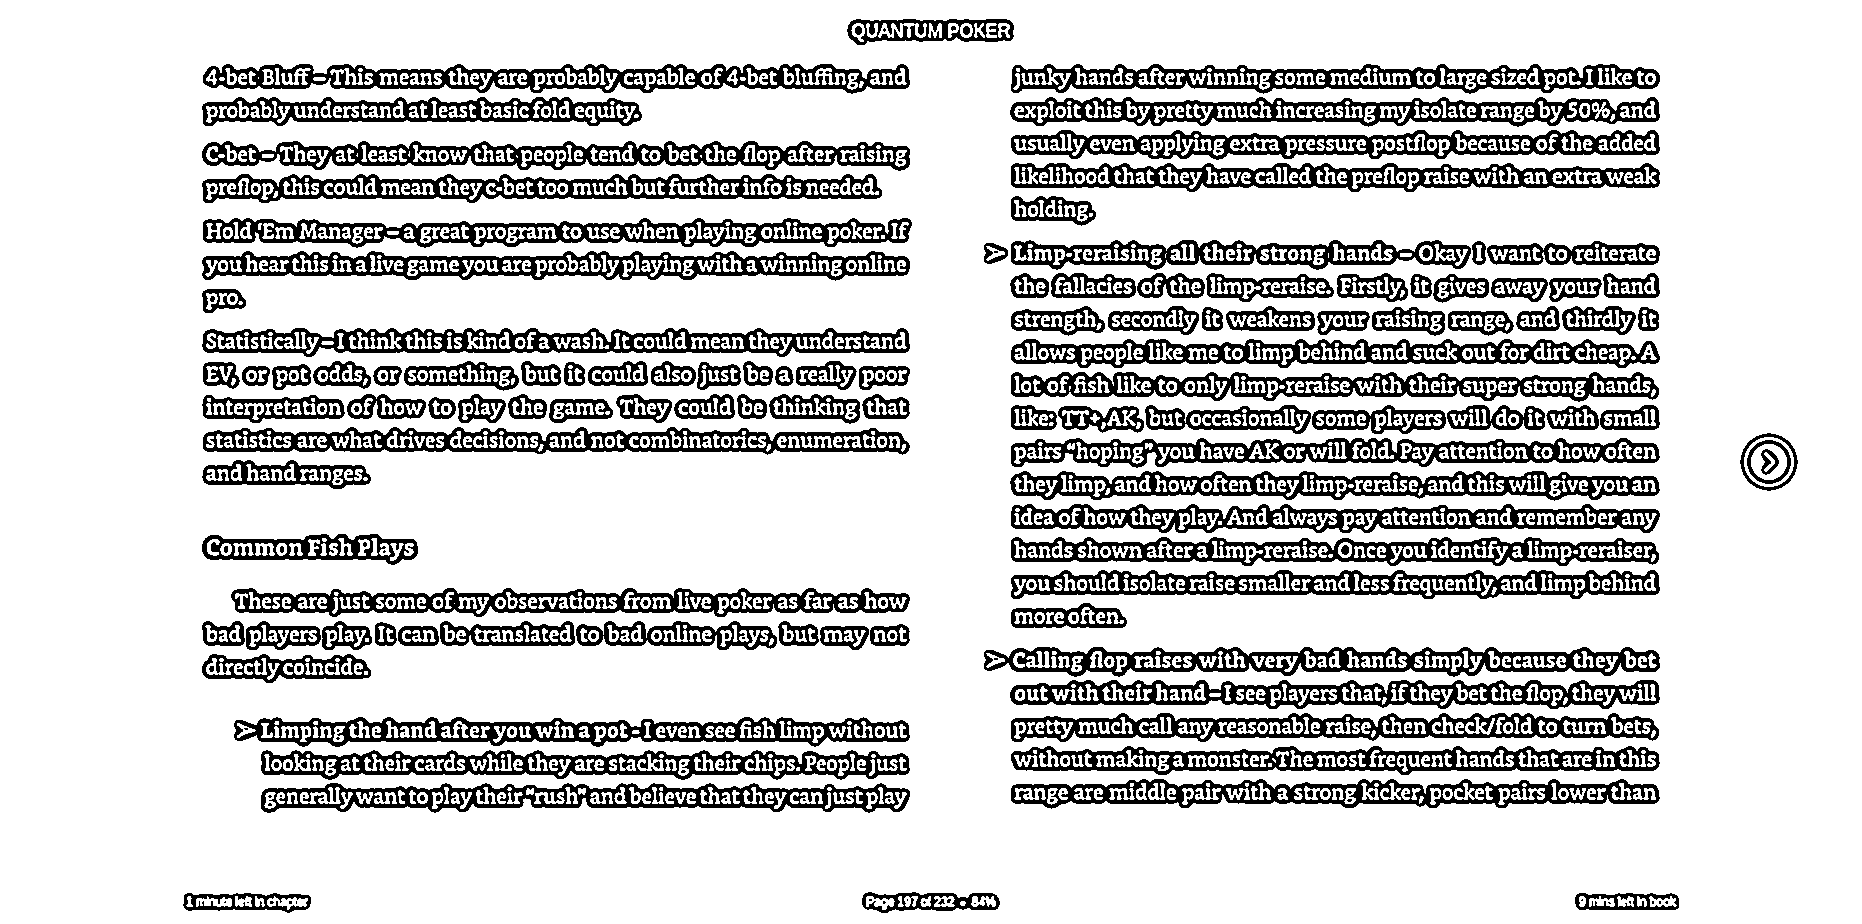 QUANTUM POKER
4-bet Bluff – This means they are probably capable of 4-bet bluffing, and
probably understand at least basic fold equity.
C-bet – They at least know that people tend to bet the flop after raising
preflop, this could mean they c-bet too much but further info is needed.
Hold ‘Em Manager – a great program to use when playing online poker. If
you hear this in a live game you are probably playing with a winning online
pro.
Statistically – I think this is kind of a wash. It could mean they understand
EV, or pot odds, or something, but it could also just be a really poor
interpretation of how to play the game. They could be thinking that
statistics are what drives decisions, and not combinatorics, enumeration,
and hand ranges.
Common Fish Plays
These are just some of my observations from live poker as far as how
bad players play. It can be translated to bad online plays, but may not
directly coincide.
➢ Limping the hand after you win a pot - I even see fish limp without
looking at their cards while they are stacking their chips. People just
generally want to play their “rush” and believe that they can just play
junky hands after winning some medium to large sized pot. I like to
exploit this by pretty much increasing my isolate range by 50%, and
usually even applying extra pressure postflop because of the added
likelihood that they have called the preflop raise with an extra weak
holding.
➢ Limp-reraising all their strong hands – Okay I want to reiterate
the fallacies of the limp-reraise. Firstly, it gives away your hand
strength, secondly it weakens your raising range, and thirdly it
allows people like me to limp behind and suck out for dirt cheap. A
lot of fish like to only limp-reraise with their super strong hands,
like: TT+,AK, but occasionally some players will do it with small
pairs “hoping” you have AK or will fold. Pay attention to how often
they limp, and how often they limp-reraise, and this will give you an
idea of how they play. And always pay attention and remember any
hands shown after a limp-reraise. Once you identify a limp-reraiser,
you should isolate raise smaller and less frequently, and limp behind
more often.
➢ Calling flop raises with very bad hands simply because they bet
out with their hand – I see players that, if they bet the flop, they will
pretty much call any reasonable raise, then check/fold to turn bets,
without making a monster. The most frequent hands that are in this
range are middle pair with a strong kicker, pocket pairs lower than
1 minute left in chapter
Page 197 of 232 • 84%
9 mins left in book